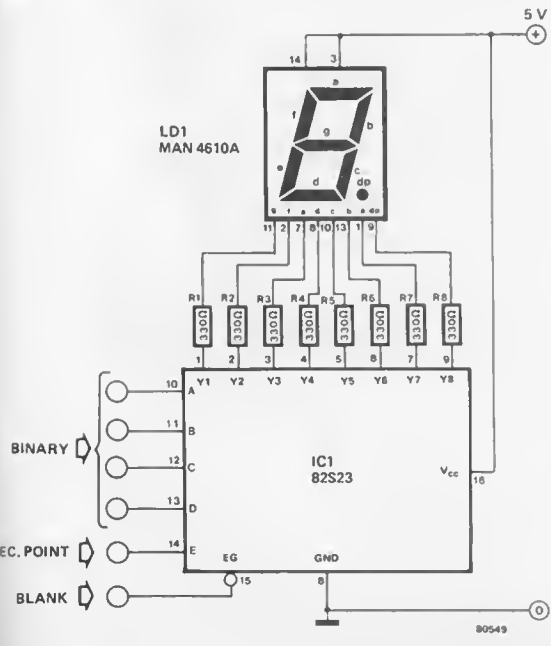 5 V
+
14 3
LD1
MAN 4610A
a
f b
g
e c
d dp
g f a d c b e dp
11 2 7 8 10 13 1 9
R1 R2 R3 R4 R5 R6 R7 R8
330Ω 330Ω 330Ω 330Ω 330Ω 330Ω 330Ω 330Ω
1 2 3 4 5 6 7 9
Y1 Y2 Y3 Y4 Y5 Y6 Y7 Y8
10 A
11 B
BINARY
12 C
IC1
82S23
Vcc
16
13 D
EC. POINT
14 E
EG GND
15 8
BLANK
0
80549